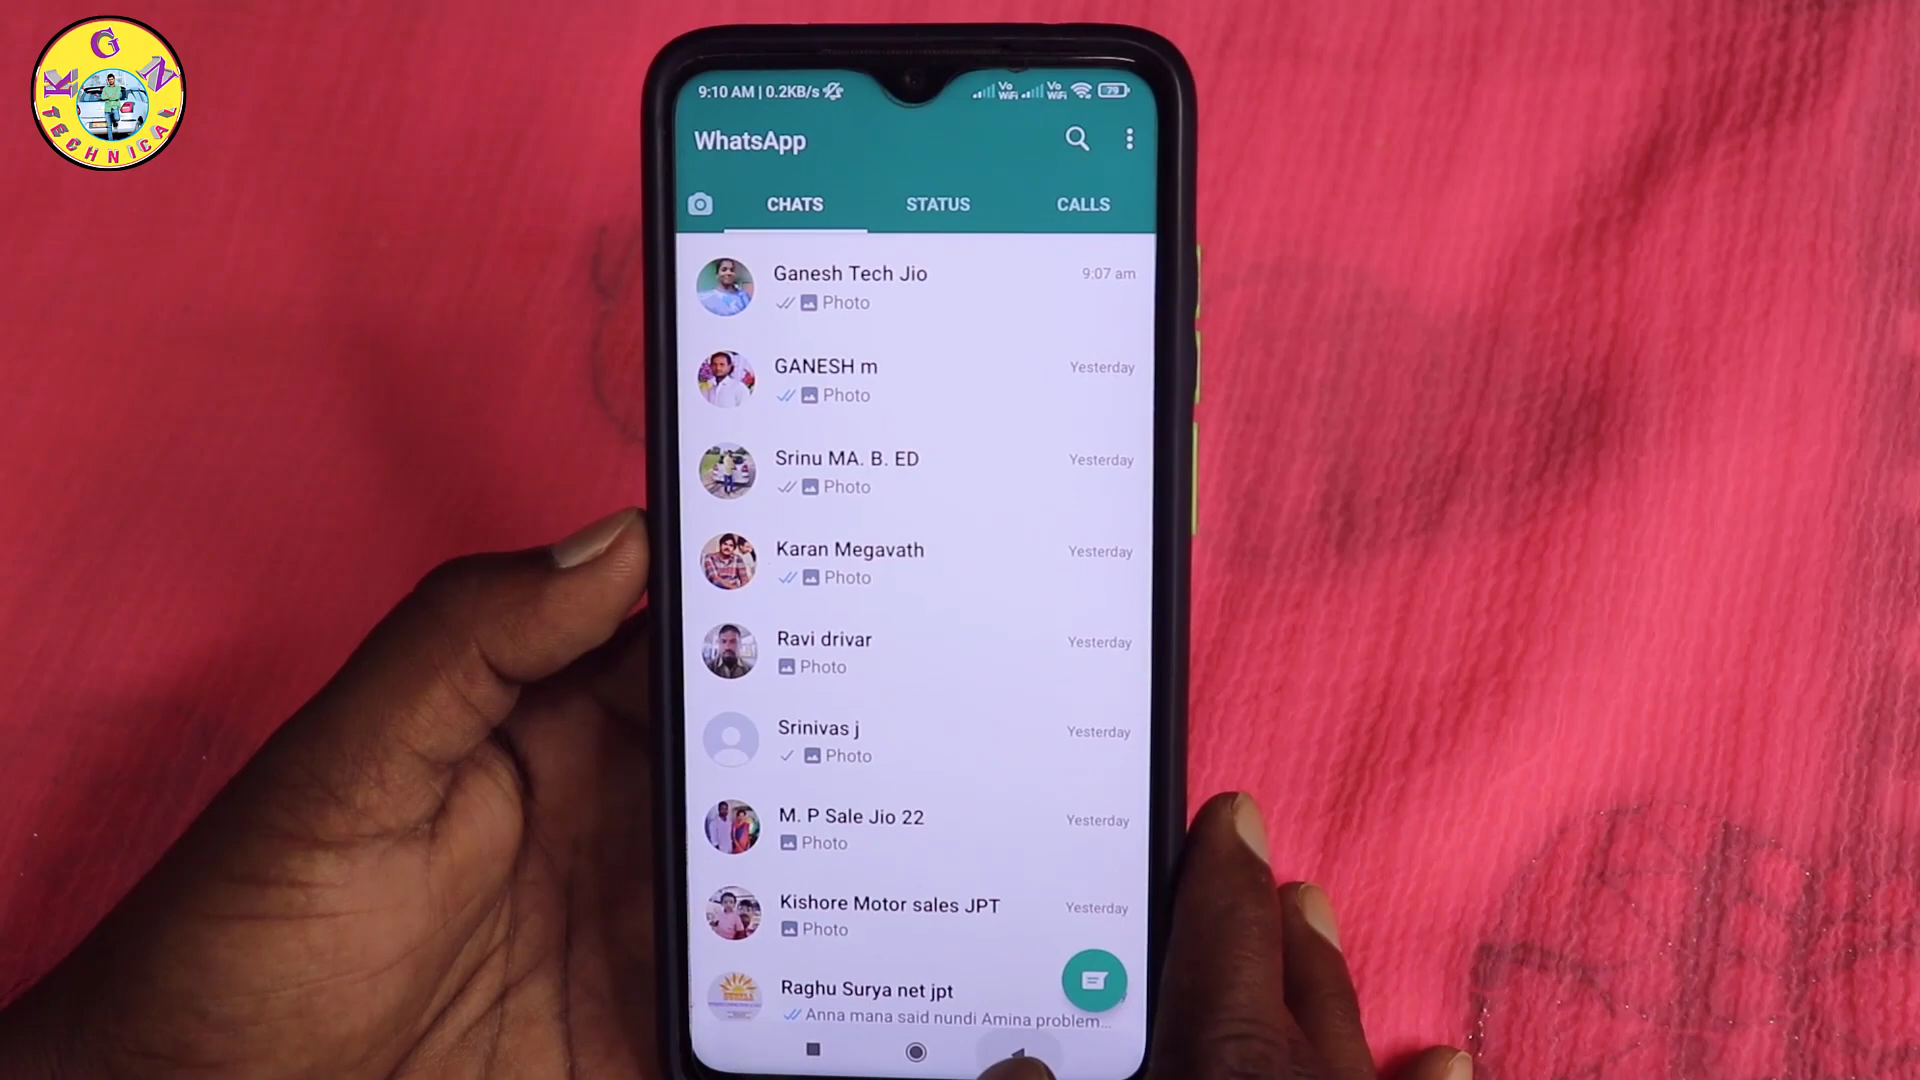 K G N
TECHNICAL
9:10 AM | 0.2KB/s
Vo WiFi
Vo WiFi
79
WhatsApp
CHATS
STATUS
CALLS
Ganesh Tech Jio
9:07 am
Photo
GANESH m
Yesterday
Photo
Srinu MA. B. ED
Yesterday
Photo
Karan Megavath
Yesterday
Photo
Ravi drivar
Yesterday
Photo
Srinivas j
Yesterday
Photo
M. P Sale Jio 22
Yesterday
Photo
Kishore Motor sales JPT
Yesterday
Photo
Raghu Surya net jpt
Anna mana said nundi Amina problem...